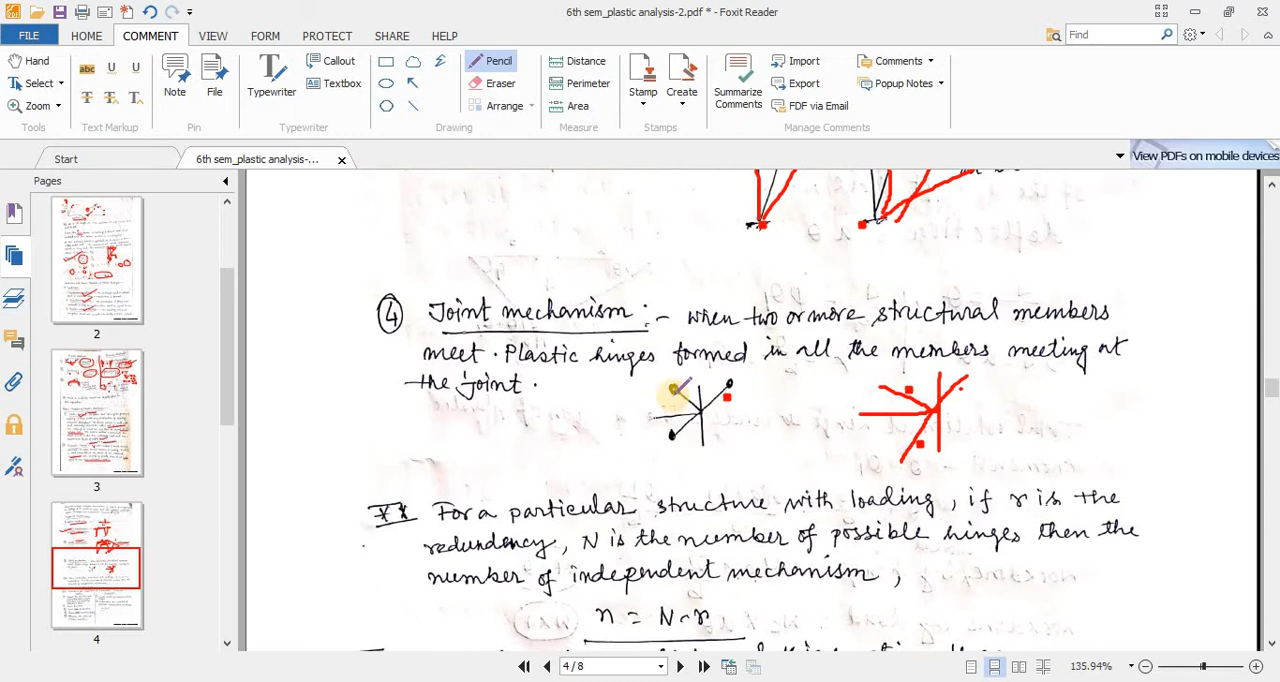 6th sem_plastic analysis-2.pdf * - Foxit Reader
FILE HOME COMMENT VIEW FORM PROTECT SHARE HELP
Find
Hand
Select
Zoom
Tools
abc U U
T T T
Text Markup
Note
File
Pin
Typewriter
Callout
Textbox
Typewriter
Pencil
Eraser
Arrange
Drawing
Distance
Perimeter
Area
Measure
Stamp
Create
Stamps
Summarize
Comments
Import
Export
FDF via Email
Comments
Popup Notes
Manage Comments
Start
6th sem_plastic analysis-...
View PDFs on mobile devices
Pages
2
3
4
④ Joint mechanism :- when two or more structural members
meet. Plastic hinges formed in all the members meeting at
the joint.
** For a particular structure with loading, if r is the
redundency, N is the number of possible hinges then the
number of independent mechanism,
n = N-r
4 / 8
135.94%